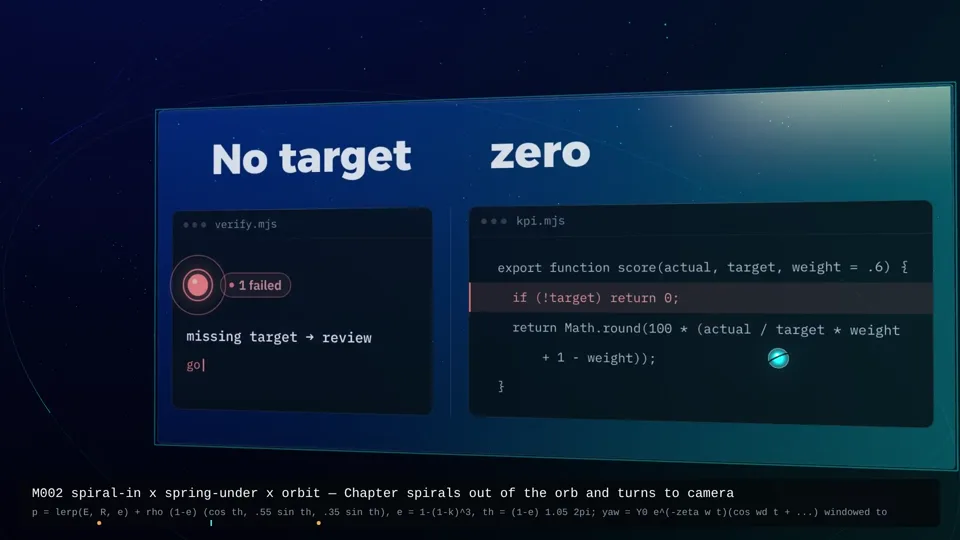 No target zero
verify.mjs
1 failed
missing target → review
go
kpi.mjs
export function score(actual, target, weight = .6) {
if (!target) return 0;
return Math.round(100 * (actual / target * weight
+ 1 - weight));
}
M002 spiral-in x spring-under x orbit — Chapter spirals out of the orb and turns to camera
p = lerp(E, R, e) + rho (1-e) (cos th, .55 sin th, .35 sin th), e = 1-(1-k)^3, th = (1-e) 1.05 2pi; yaw = Y0 e^(-zeta w t)(cos wd t + ...) windowed to